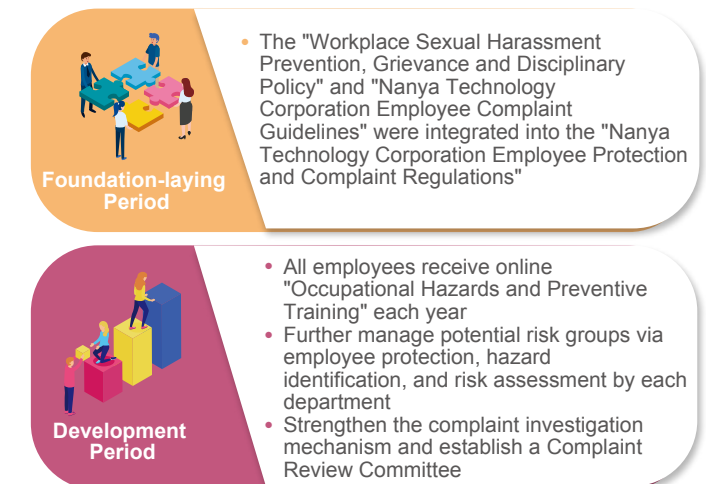 Foundation-laying
Period
• The "Workplace Sexual Harassment
Prevention, Grievance and Disciplinary
Policy" and "Nanya Technology
Corporation Employee Complaint
Guidelines" were integrated into the "Nanya
Technology Corporation Employee Protection
and Complaint Regulations"
Development
Period
• All employees receive online
"Occupational Hazards and Preventive
Training" each year
• Further manage potential risk groups via
employee protection, hazard
identification, and risk assessment by each
department
• Strengthen the complaint investigation
mechanism and establish a Complaint
Review Committee